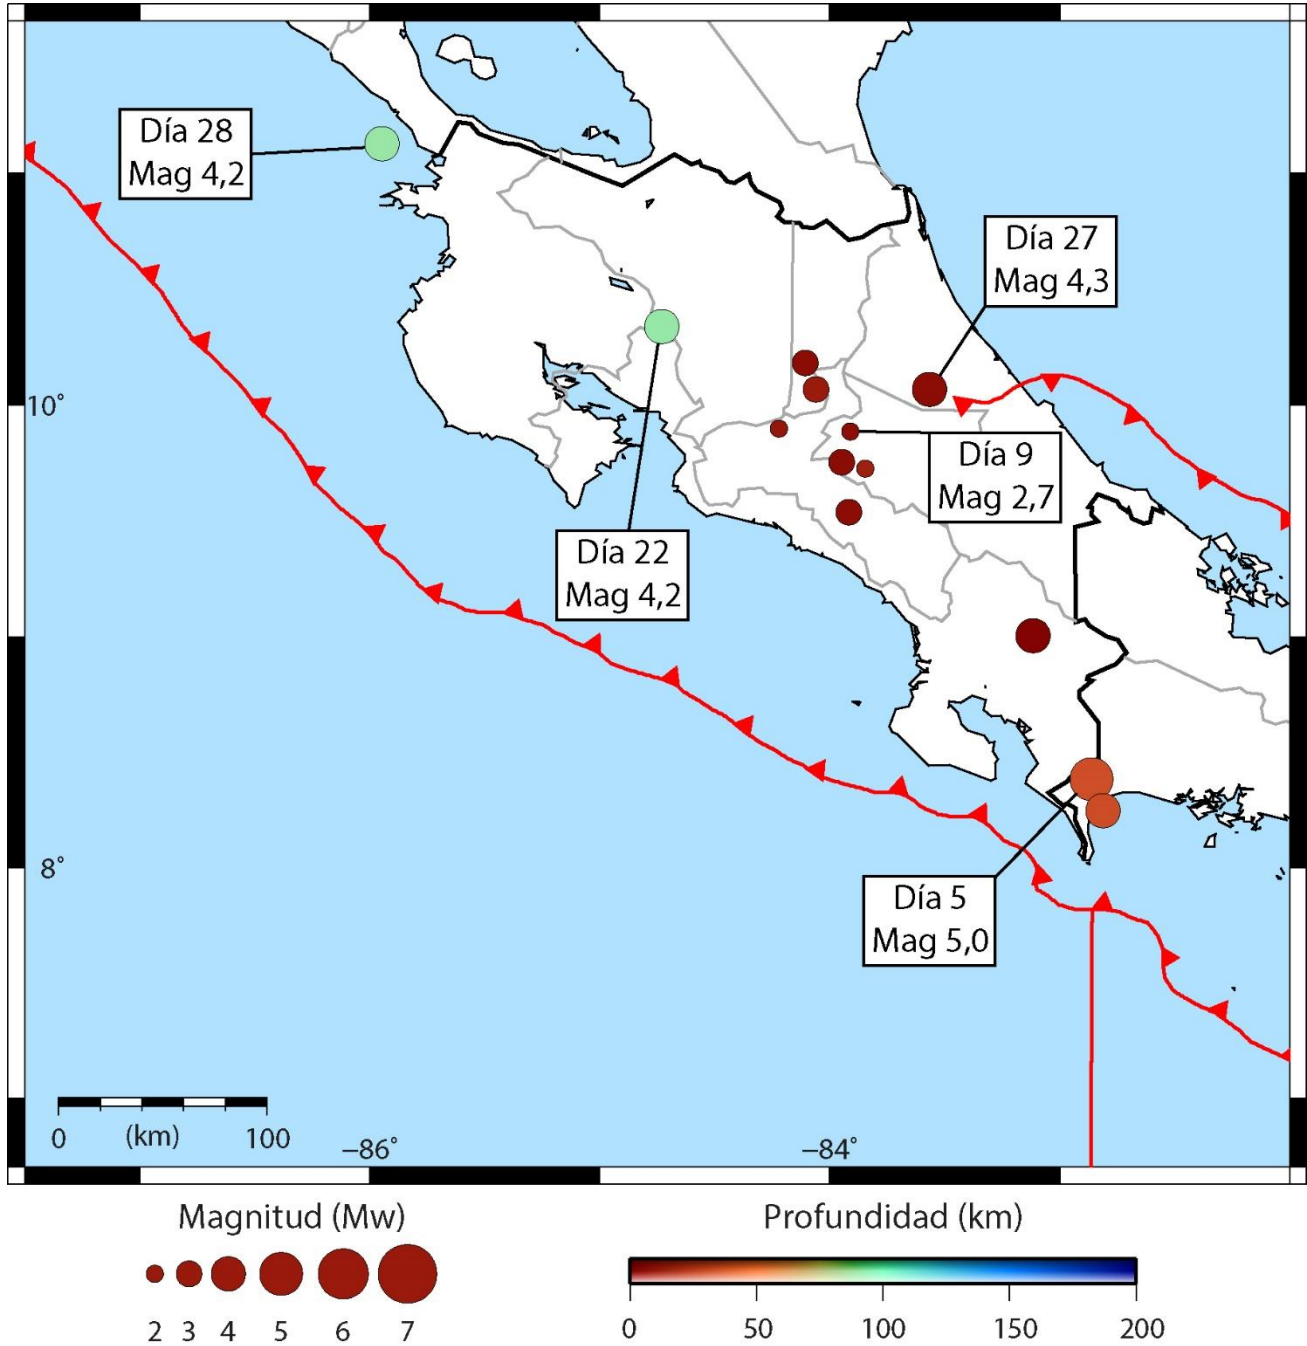 Día 28
Mag 4,2
Día 27
Mag 4,3
10°
Día 9
Mag 2,7
Día 22
Mag 4,2
8°
Día 5
Mag 5,0
0 (km) 100
−86°
−84°
Magnitud (Mw)
2 3 4 5 6 7
Profundidad (km)
0 50 100 150 200